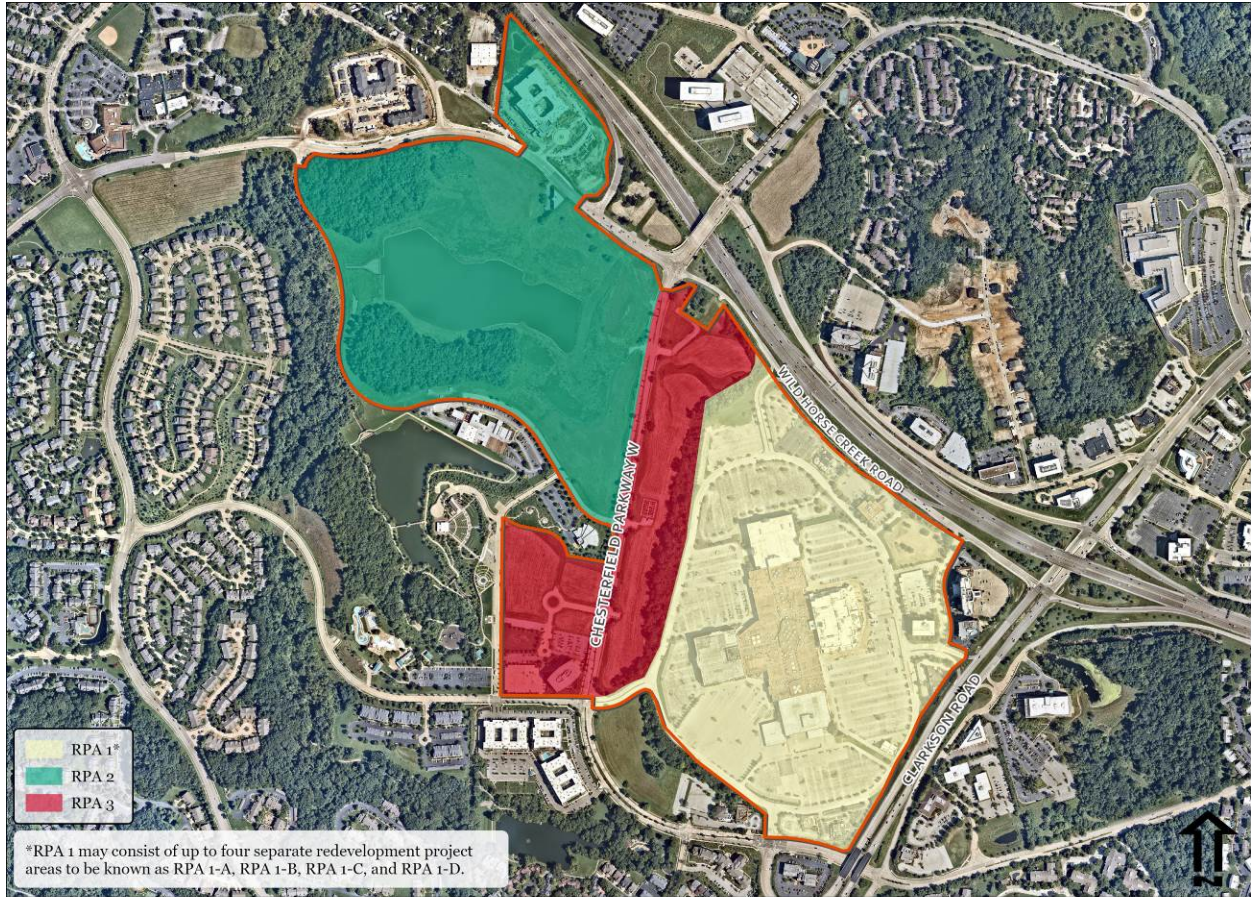 WILD HORSE CREEK ROAD
CHESTERFIELD PARKWAY W
CLARKSON ROAD
RPA 1*
RPA 2
RPA 3
*RPA 1 may consist of up to four separate redevelopment project
areas to be known as RPA 1-A, RPA 1-B, RPA 1-C, and RPA 1-D.
N